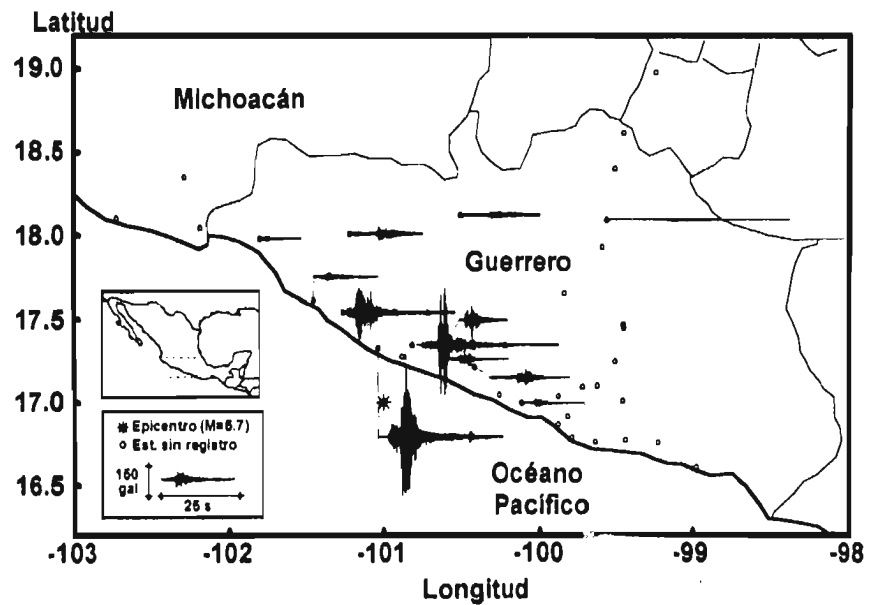 Latitud
19.0
Michoacán
18.5
18.0
Guerrero
17.5
17.0
Epicentro (M=5.7)
Est. sin registro
150
gal
25 s
Océano
Pacífico
16.5
-103
-102
-101
-100
-99
-98
Longitud